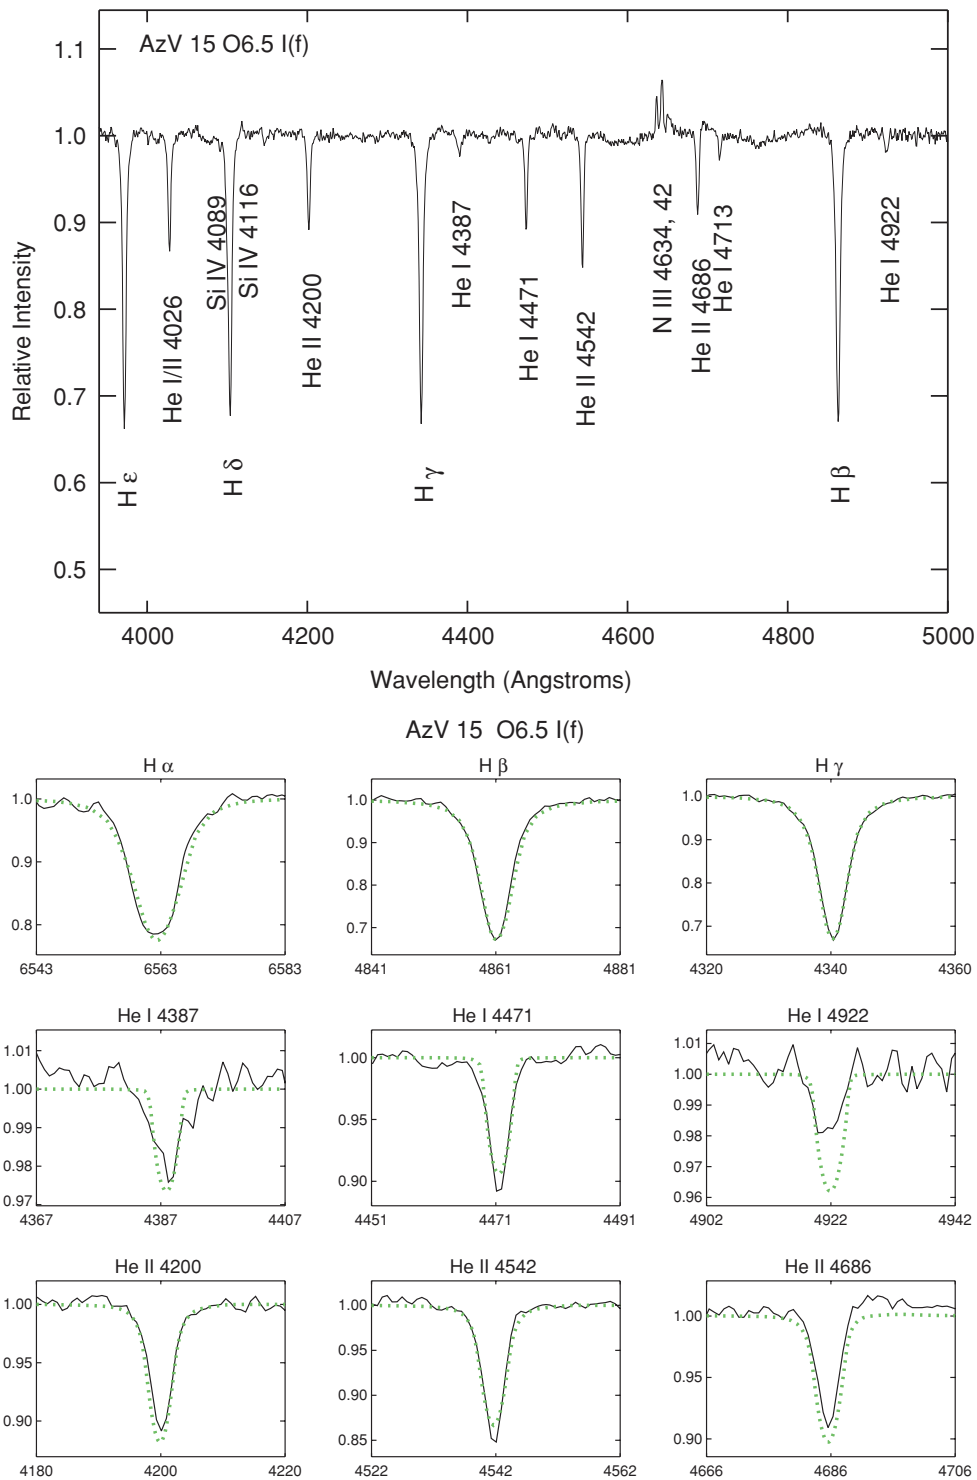 AzV 15 O6.5 I(f)
1.1
1.0
0.9
0.8
0.7
0.6
0.5
Relative Intensity
H ε
He I/II 4026
Si IV 4089
H δ
Si IV 4116
He II 4200
H γ
He I 4387
He I 4471
He II 4542
N III 4634, 42
He II 4686
He I 4713
H β
He I 4922
4000 4200 4400 4600 4800 5000
Wavelength (Angstroms)
AzV 15 O6.5 I(f)
H α
1.0
0.9
0.8
6543 6563 6583
H β
1.0
0.9
0.8
0.7
4841 4861 4881
H γ
1.0
0.9
0.8
0.7
4320 4340 4360
He I 4387
1.01
1.00
0.99
0.98
0.97
4367 4387 4407
He I 4471
1.00
0.95
0.90
4451 4471 4491
He I 4922
1.01
1.00
0.99
0.98
0.97
0.96
4902 4922 4942
He II 4200
1.00
0.95
0.90
4180 4200 4220
He II 4542
1.00
0.95
0.90
0.85
4522 4542 4562
He II 4686
1.00
0.95
0.90
4666 4686 4706